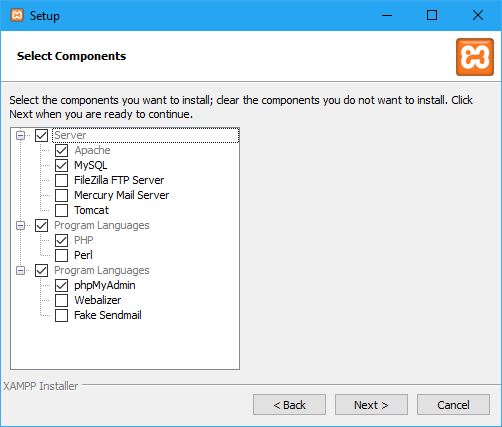 Setup
Select Components
Select the components you want to install; clear the components you do not want to install. Click
Next when you are ready to continue.
Server
Apache
MySQL
FileZilla FTP Server
Mercury Mail Server
Tomcat
Program Languages
PHP
Perl
Program Languages
phpMyAdmin
Webalizer
Fake Sendmail
XAMPP Installer
< Back
Next >
Cancel